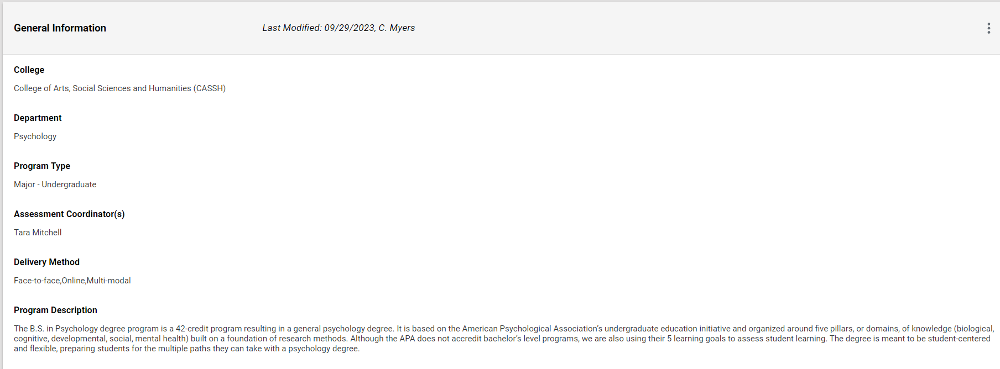 General Information
Last Modified: 09/29/2023, C. Myers
College
College of Arts, Social Sciences and Humanities (CASSH)
Department
Psychology
Program Type
Major - Undergraduate
Assessment Coordinator(s)
Tara Mitchell
Delivery Method
Face-to-face,Online,Multi-modal
Program Description
The B.S. in Psychology degree program is a 42-credit program resulting in a general psychology degree. It is based on the American Psychological Association’s undergraduate education initiative and organized around five pillars, or domains, of knowledge (biological,
cognitive, developmental, social, mental health) built on a foundation of research methods. Although the APA does not accredit bachelor’s level programs, we are also using their 5 learning goals to assess student learning. The degree is meant to be student-centered
and flexible, preparing students for the multiple paths they can take with a psychology degree.